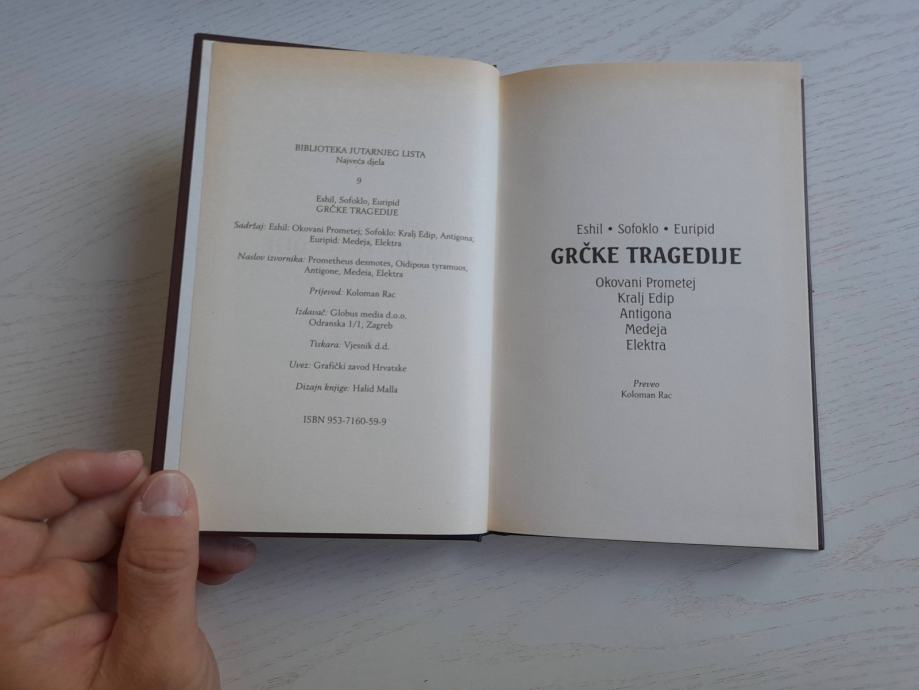 BIBLIOTEKA JUTARNJEG LISTA
Najveća djela
9
Eshil, Sofoklo, Euripid
GRČKE TRAGEDIJE
Sadržaj: Eshil: Okovani Prometej; Sofoklo: Kralj Edip, Antigona;
Euripid: Medeja, Elektra
Naslov izvornika: Prometheus desmotes, Oidipous tyramuos,
Antigone, Medeia, Elektra
Prijevod: Koloman Rac
Izdavač: Globus media d.o.o.
Odranska 1/1, Zagreb
Tiskara: Vjesnik d.d.
Uvez: Grafički zavod Hrvatske
Dizajn knjige: Halid Malla
ISBN 953-7160-59-9
Eshil • Sofoklo • Euripid
GRČKE TRAGEDIJE
Okovani Prometej
Kralj Edip
Antigona
Medeja
Elektra
Preveo
Koloman Rac